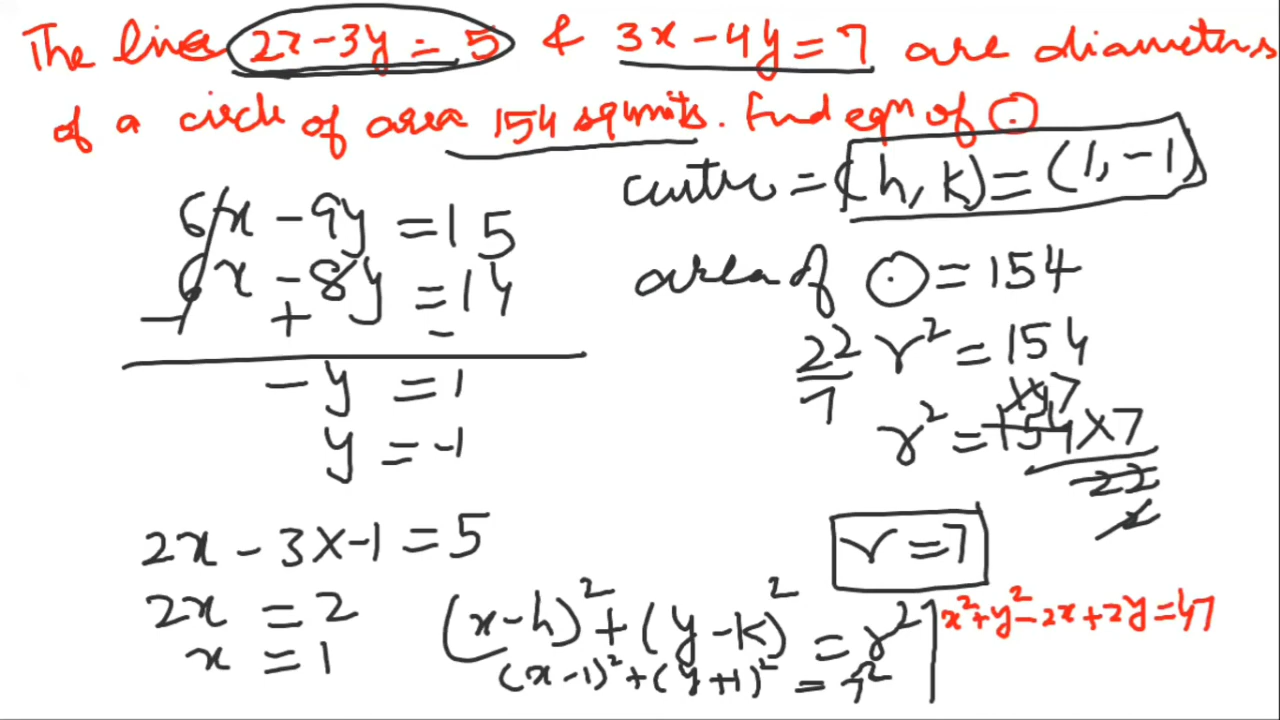 The lines 2x-3y=5 & 3x-4y=7 are diameters
of a circle of area 154 sq units. Find eqn of ⊙
6x - 9y = 15
6x - 8y = 14
- + -
-y = 1
y = -1
2x - 3x-1 = 5
2x = 2
x = 1
centre = (h, k) = (1, -1)
area of ⊙ = 154
22/7 r² = 154
r² = 154x7/22
r = 7
(x-h)² + (y-k)² = r²
(x-1)² + (y+1)² = 7²
x²+y²-2x+2y=47